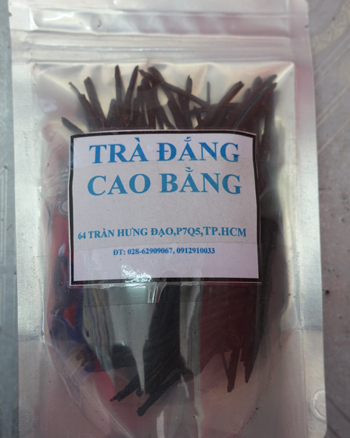 TRÀ ĐẮNG
CAO BẰNG
64 TRẦN HƯNG ĐẠO,P7Q5,TP.HCM
ĐT: 028-62909067, 0912910033